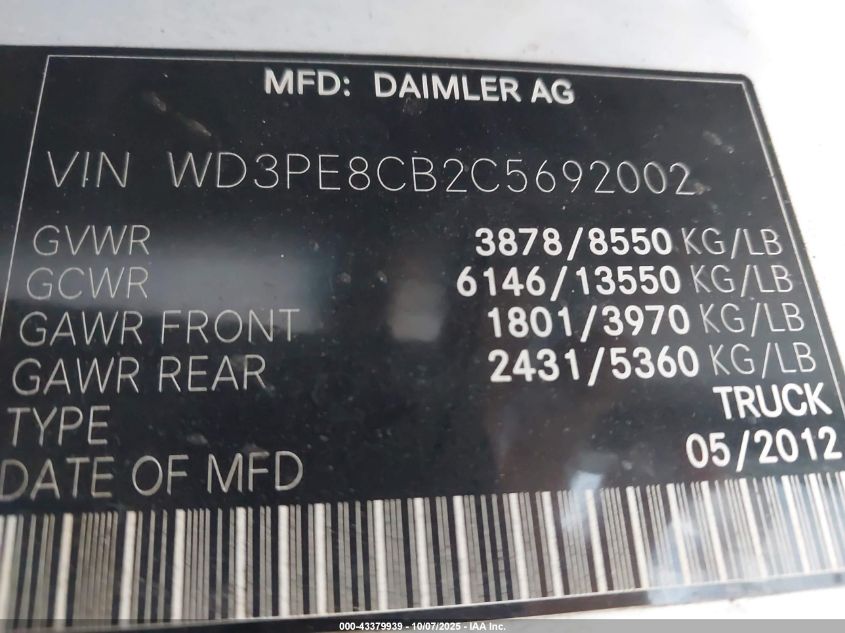 MFD: DAIMLER AG
VIN WD3PE8CB2C5692002
GVWR 3878/8550 KG/LB
GCWR 6146/13550 KG/LB
GAWR FRONT 1801/3970 KG/LB
GAWR REAR 2431/5360 KG/LB
TYPE TRUCK
DATE OF MFD 05/2012
000-43379939 - 10/07/2025 - IAA Inc.